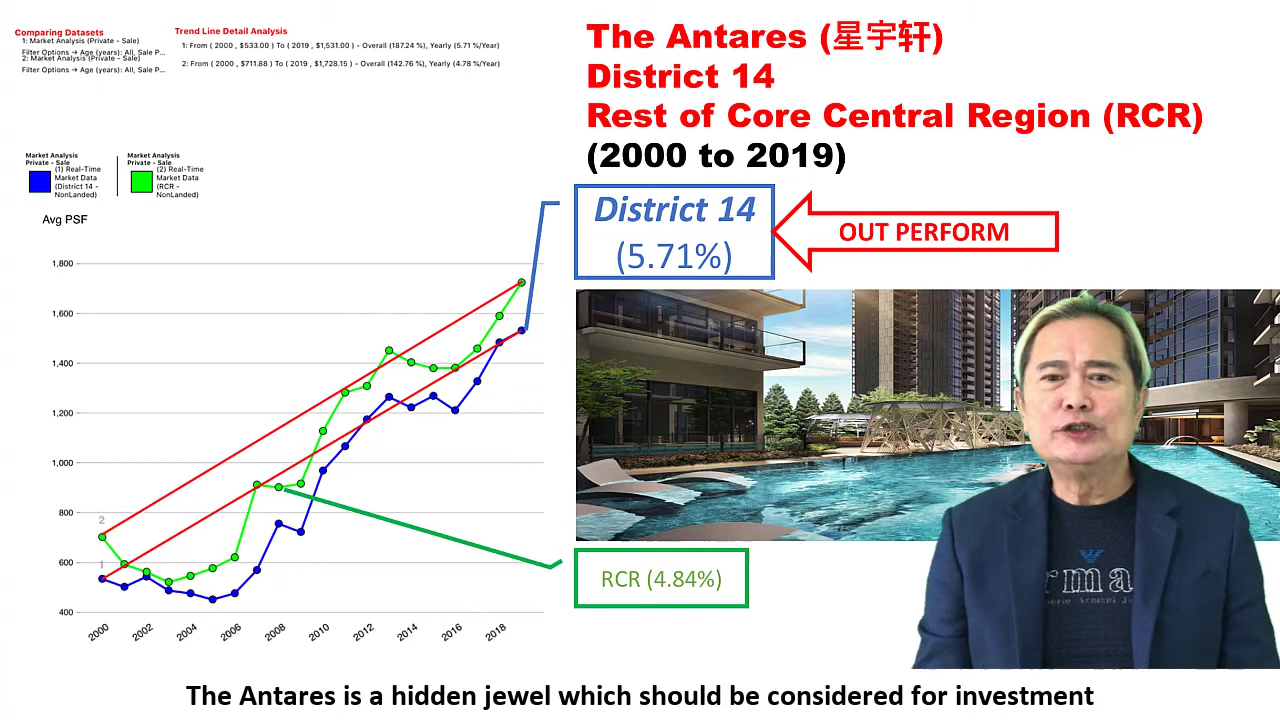 Comparing Datasets
1: Market Analysis (Private - Sale)
Filter Options → Age (years): All, Sale P...
2: Market Analysis (Private - Sale)
Filter Options → Age (years): All, Sale P...
Trend Line Detail Analysis
1: From ( 2000 , $533.00 ) To ( 2019 , $1,531.00 ) - Overall (187.24 %), Yearly (5.71 %/Year)
2: From ( 2000 , $711.88 ) To ( 2019 , $1,728.15 ) - Overall (142.76 %), Yearly (4.78 %/Year)
The Antares (星宇轩)
District 14
Rest of Core Central Region (RCR)
(2000 to 2019)
Market Analysis
Private - Sale
(1) Real-Time
Market Data
(District 14 -
NonLanded)
Market Analysis
Private - Sale
(2) Real-Time
Market Data
(RCR -
NonLanded)
Avg PSF
District 14
(5.71%)
OUT PERFORM
1,800
1,600
1,400
1,200
1,000
800
600
400
2
1
2000
2002
2004
2006
2008
2010
2012
2014
2016
2018
RCR (4.84%)
rma
The Antares is a hidden jewel which should be considered for investment